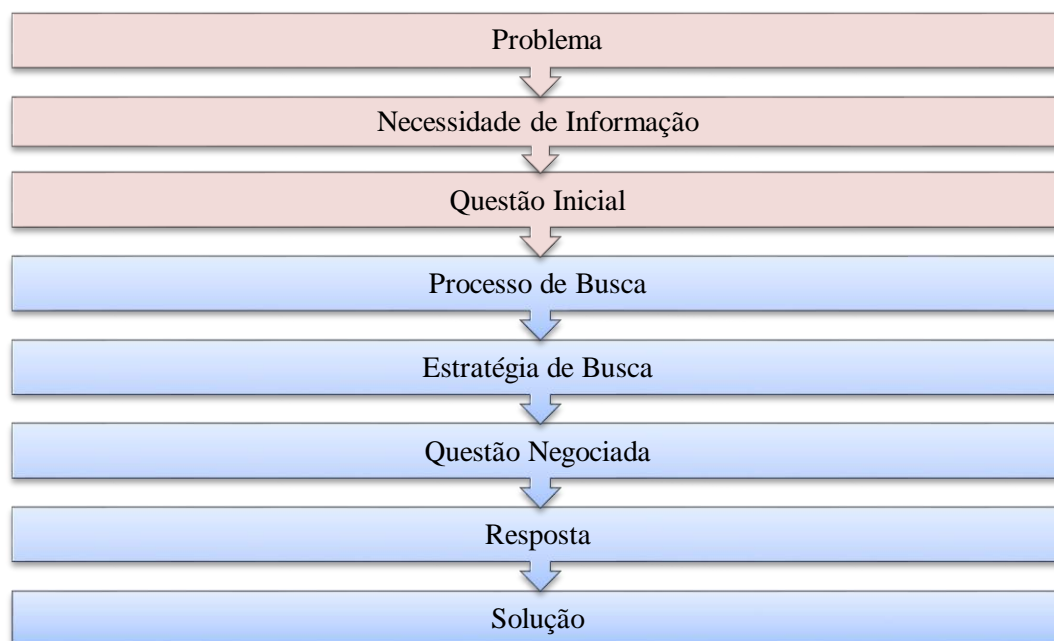 Problema
Necessidade de Informação
Questão Inicial
Processo de Busca
Estratégia de Busca
Questão Negociada
Resposta
Solução